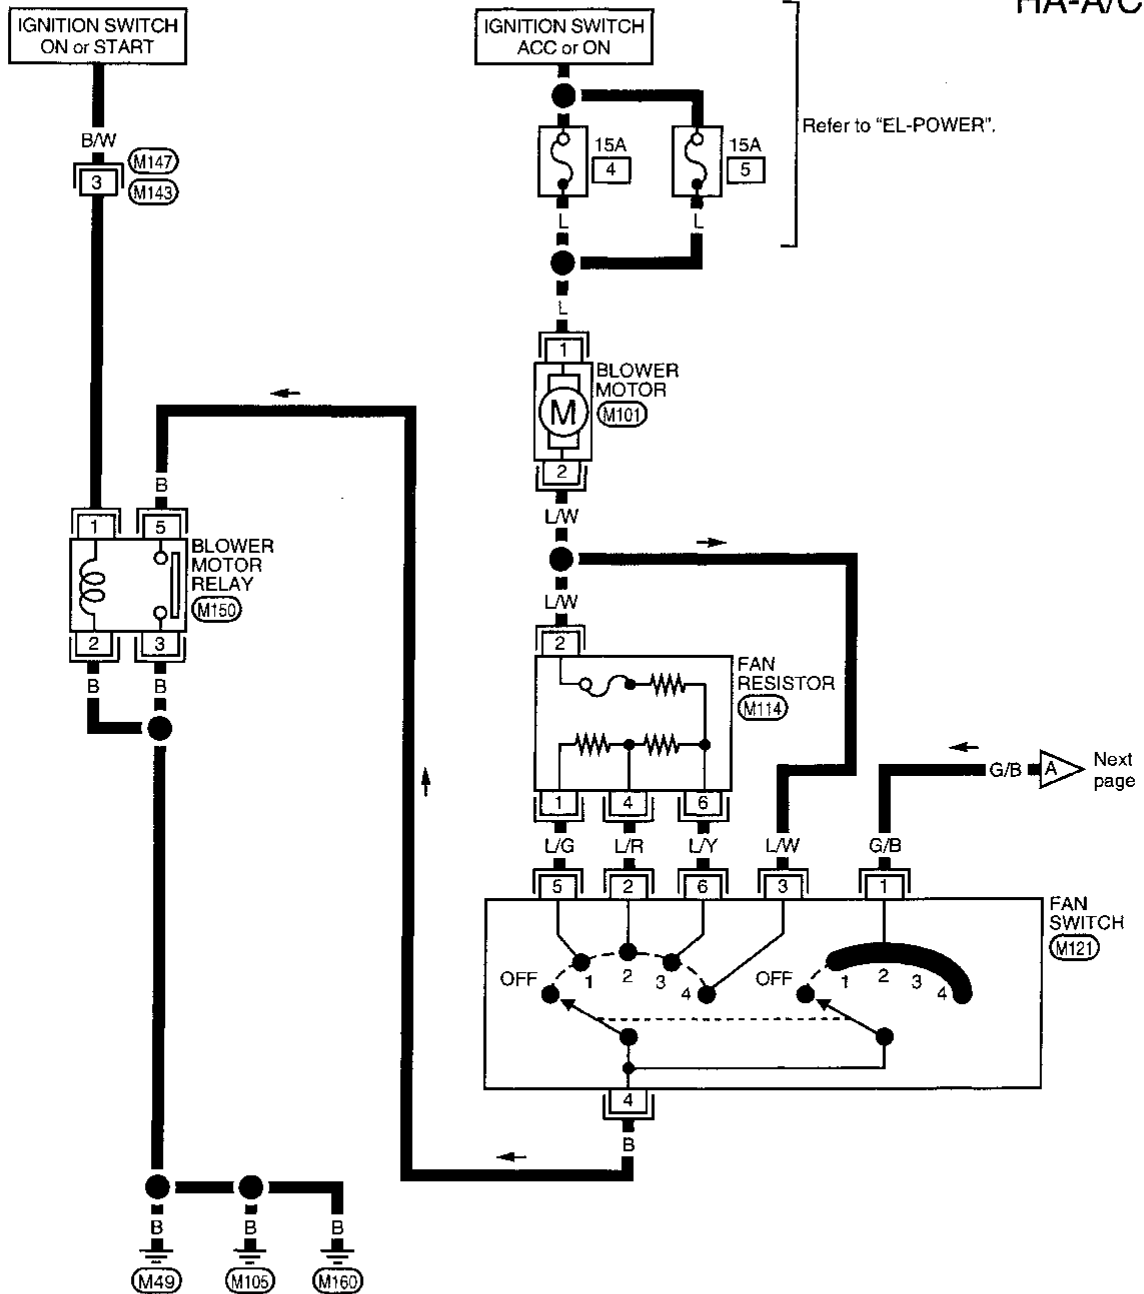 HA-A/C
IGNITION SWITCH
ON or START
IGNITION SWITCH
ACC or ON
Refer to "EL-POWER".
B/W
3
M147
M143
15A
4
15A
5
L
L
L
1
BLOWER
MOTOR
M101
M
2
L/W
B
1
5
BLOWER
MOTOR
RELAY
M150
2
3
B
B
L/W
2
FAN
RESISTOR
M114
1
4
6
L/G
L/R
L/Y
L/W
G/B
G/B
A
Next
page
5
2
6
3
1
FAN
SWITCH
M121
OFF
1
2
3
4
OFF
1
2
3
4
4
B
B
B
B
M49
M105
M160